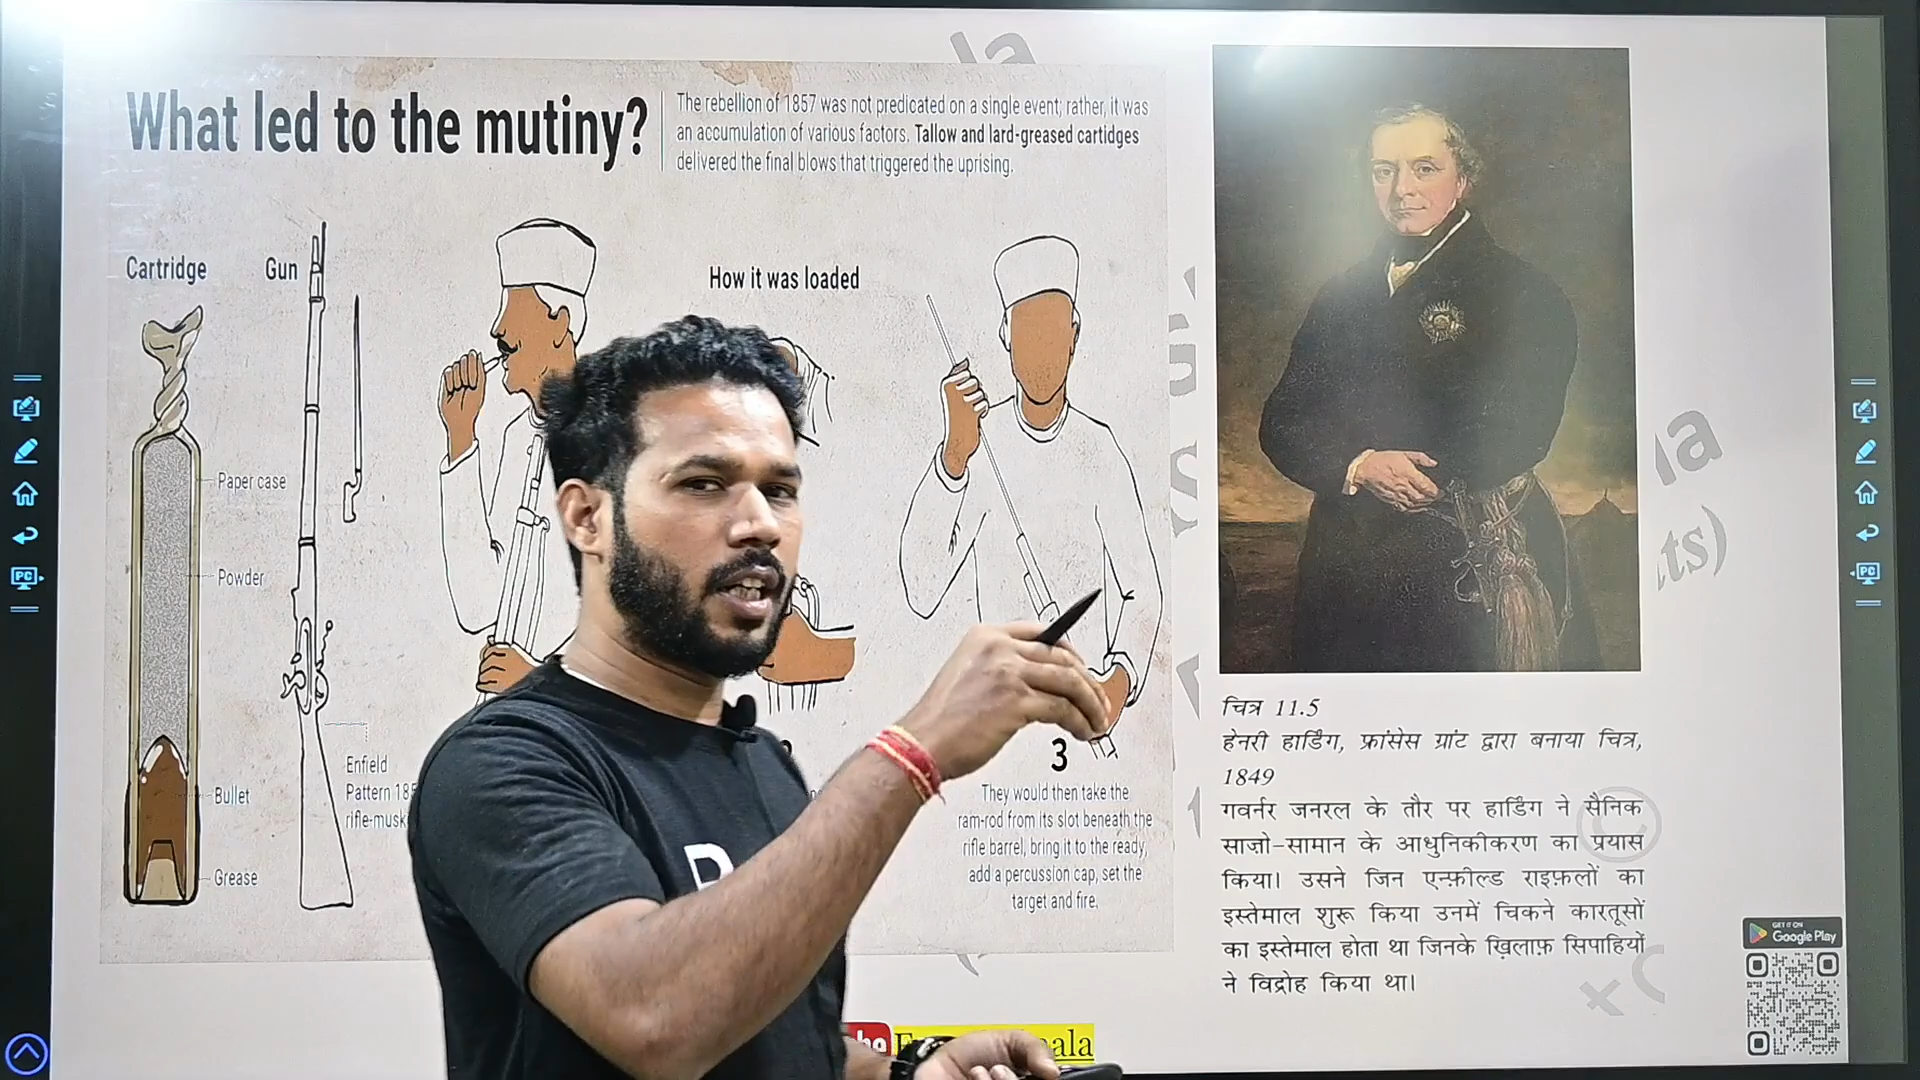 What led to the mutiny?
The rebellion of 1857 was not predicated on a single event; rather, it was
an accumulation of various factors. Tallow and lard-greased cartidges
delivered the final blows that triggered the uprising.
Cartridge
Gun
How it was loaded
Paper case
Powder
Bullet
Grease
Enfield
Pattern
3
They would then take the
ram-rod from its slot beneath the
rifle barrel, bring it to the ready,
add a percussion cap, set the
target and fire.
चित्र 11.5
हेनरी हार्डिंग, फ्रांसेस ग्रांट द्वारा बनाया चित्र,
1849
गवर्नर जनरल के तौर पर हार्डिंग ने सैनिक
साज़ो-सामान के आधुनिकीकरण का प्रयास
किया। उसने जिन एन्फ़ील्ड राइफ़लों का
इस्तेमाल शुरू किया उनमें चिकने कारतूसों
का इस्तेमाल होता था जिनके ख़िलाफ़ सिपाहियों
ने विद्रोह किया था।
GET IT ON
Google Play
PC
PC